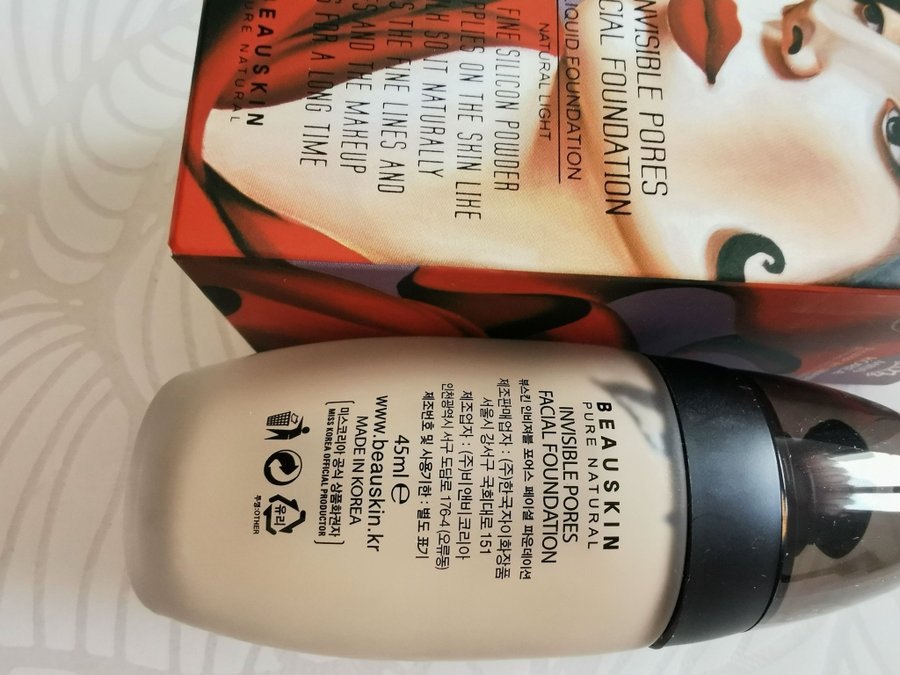 INVISIBLE PORES
CIAL FOUNDATION
LIQUID FOUNDATION
NATURAL LIGHT
FINE SILICON POWDER
PPLIES ON THE SKIN LIKE
SO IT NATURALLY
THE FINE LINES AND
AND THE MAKEUP
FOR A LONG TIME
BEAUSKIN
PURE NATURAL
BEAUSKIN
PURE NATURAL
INVISIBLE PORES
FACIAL FOUNDATION
뷰스킨 인비져블 포어스 페이셜 파운데이션
제조판매업자 : (주)한국자이화장품
서울시 강서구 국회대로 151
제조업자 : (주)비앤비코리아
인천광역시 서구 도담로 176-4 (오류동)
제조번호 및 사용기한 : 별도 표기
45ml e
www.beauskin.kr
MADE IN KOREA
미스코리아 공식 상품화권자
MISS KOREA OFFICIAL PRODUCTOR
유리
뚜껑:OTHER